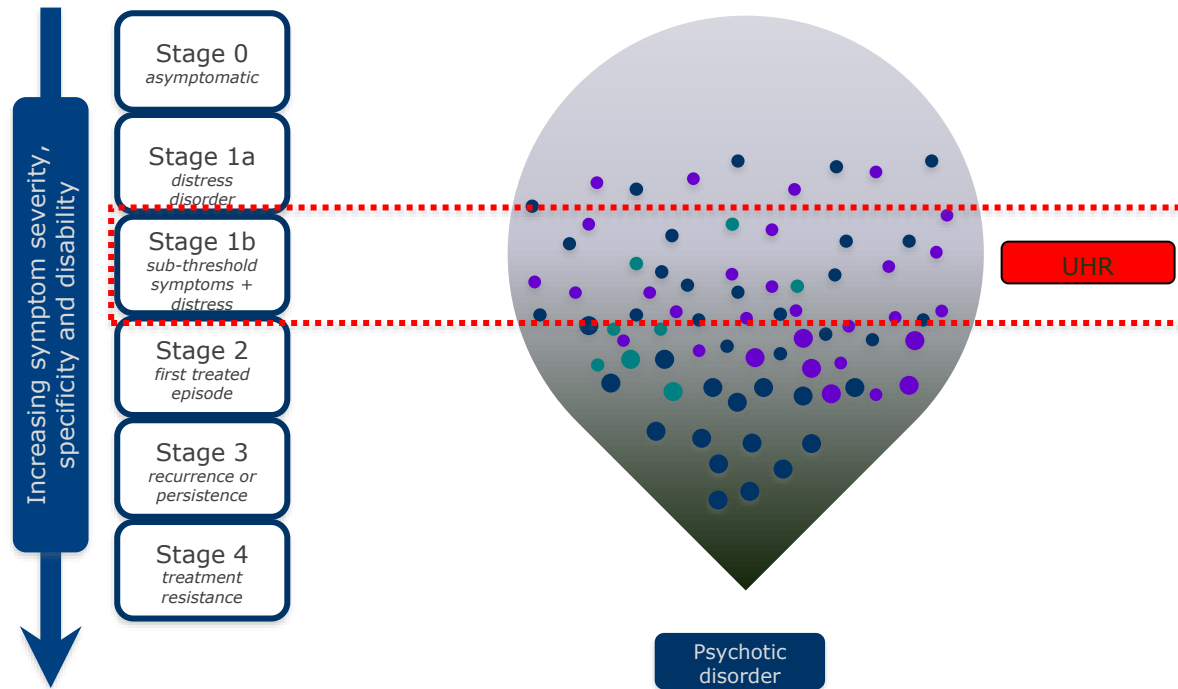 Increasing symptom severity,
specificity and disability
Stage 0
asymptomatic
Stage 1a
distress
disorder
Stage 1b
sub-threshold
symptoms +
distress
Stage 2
first treated
episode
Stage 3
recurrence or
persistence
Stage 4
treatment
resistance
UHR
Psychotic
disorder